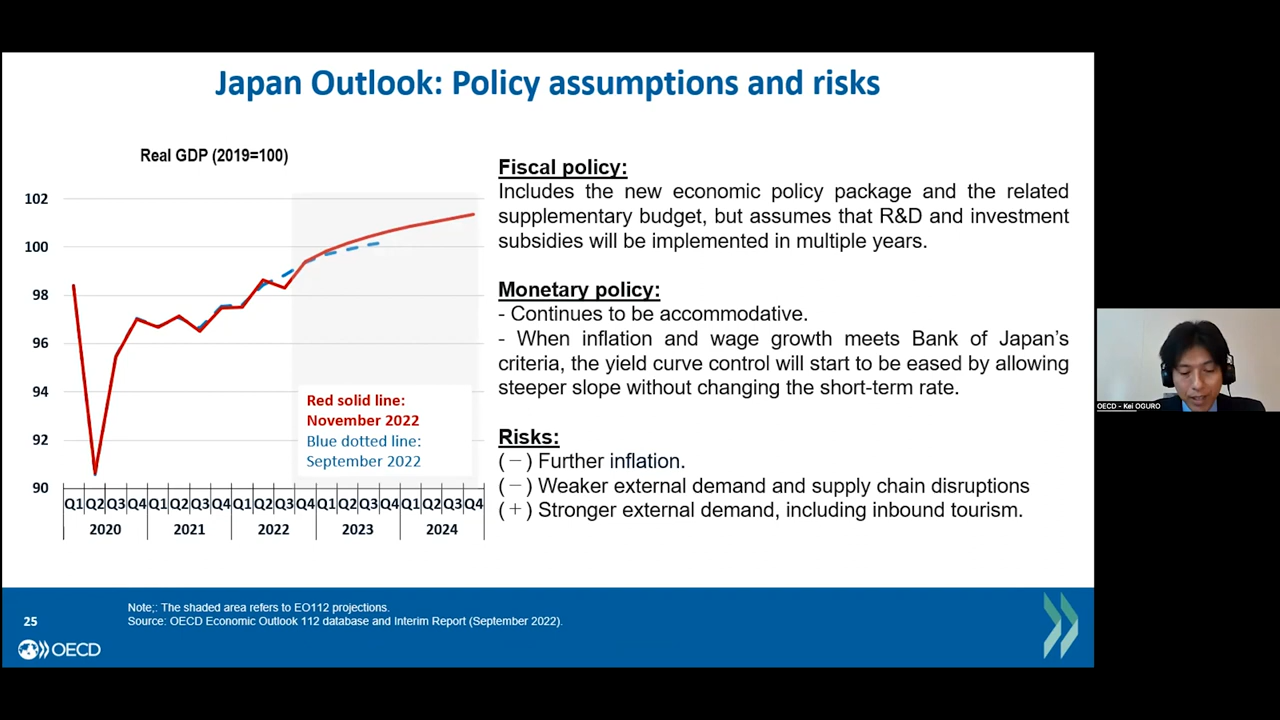 Japan Outlook: Policy assumptions and risks
Real GDP (2019=100)
102
100
98
96
94
92
90
Red solid line:
November 2022
Blue dotted line:
September 2022
Q1 Q2 Q3 Q4 Q1 Q2 Q3 Q4 Q1 Q2 Q3 Q4 Q1 Q2 Q3 Q4 Q1 Q2 Q3 Q4
2020 2021 2022 2023 2024
Fiscal policy:
Includes the new economic policy package and the related
supplementary budget, but assumes that R&D and investment
subsidies will be implemented in multiple years.
Monetary policy:
- Continues to be accommodative.
- When inflation and wage growth meets Bank of Japan's
criteria, the yield curve control will start to be eased by allowing
steeper slope without changing the short-term rate.
Risks:
(－) Further inflation.
(－) Weaker external demand and supply chain disruptions
(＋) Stronger external demand, including inbound tourism.
OECD - Kei OGURO
Note;: The shaded area refers to EO112 projections.
Source: OECD Economic Outlook 112 database and Interim Report (September 2022).
25
OECD